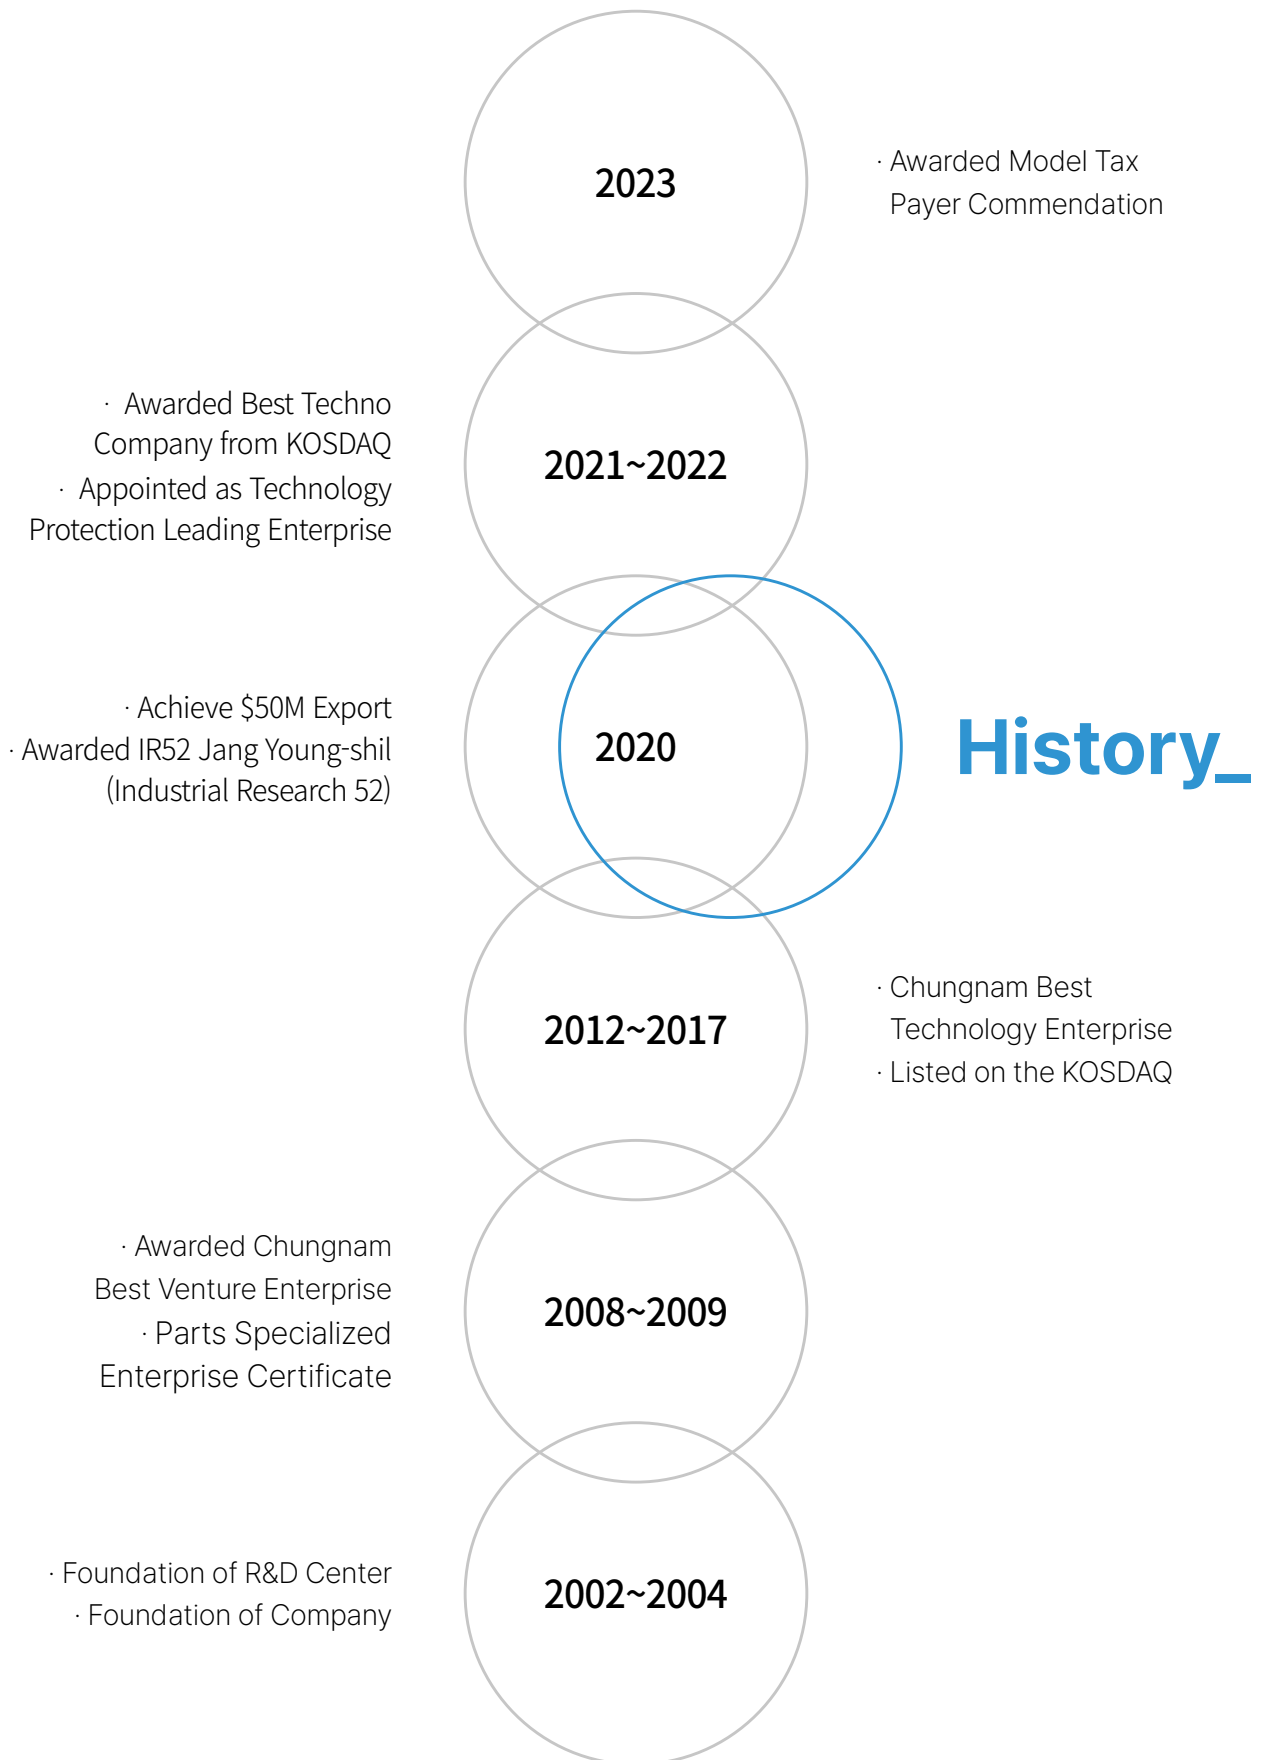 2023
· Awarded Model Tax
Payer Commendation
· Awarded Best Techno
Company from KOSDAQ
· Appointed as Technology
Protection Leading Enterprise
2021~2022
· Achieve $50M Export
· Awarded IR52 Jang Young-shil
(Industrial Research 52)
2020
History_
2012~2017
· Chungnam Best
Technology Enterprise
· Listed on the KOSDAQ
· Awarded Chungnam
Best Venture Enterprise
· Parts Specialized
Enterprise Certificate
2008~2009
· Foundation of R&D Center
· Foundation of Company
2002~2004